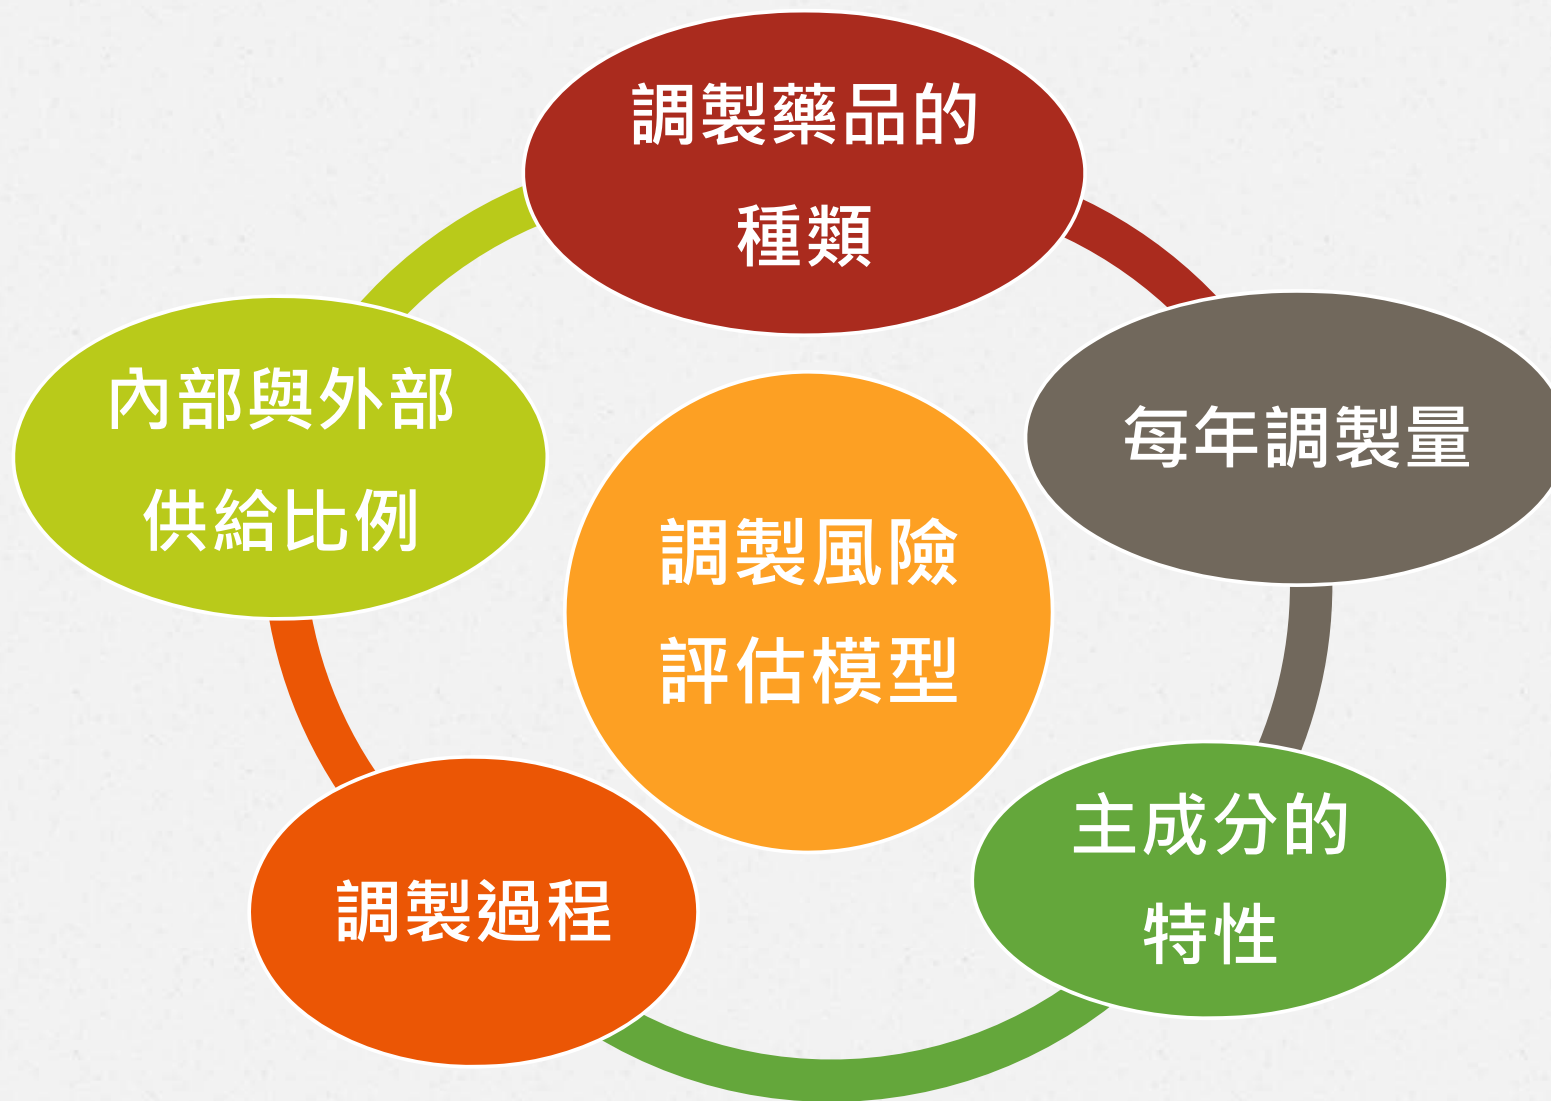 調製藥品的
種類
每年調製量
主成分的
特性
調製過程
內部與外部
供給比例
調製風險
評估模型